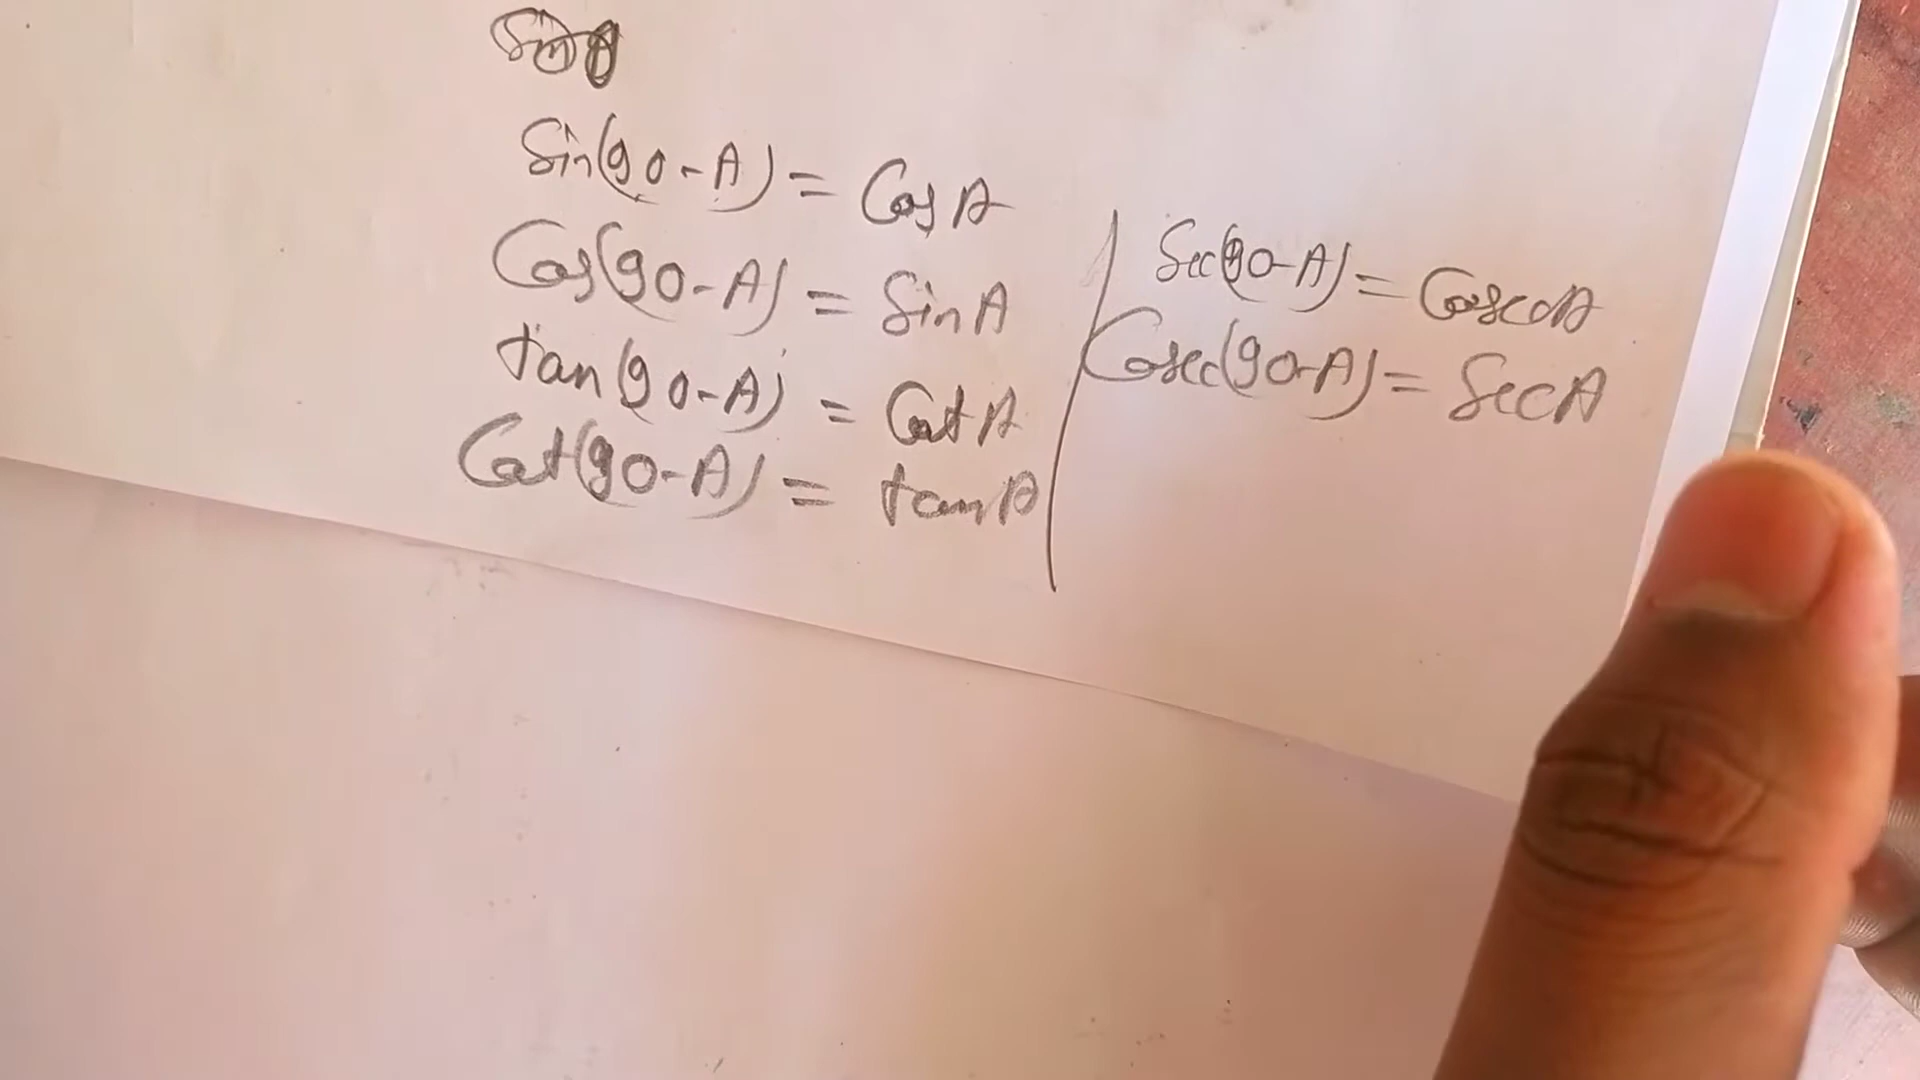 Sin(90-A) = Cos A
Cos(90-A) = Sin A
tan(90-A) = Cot A
Cot(90-A) = tan A
Sec(90-A) = Cosec A
Cosec(90-A) = Sec A